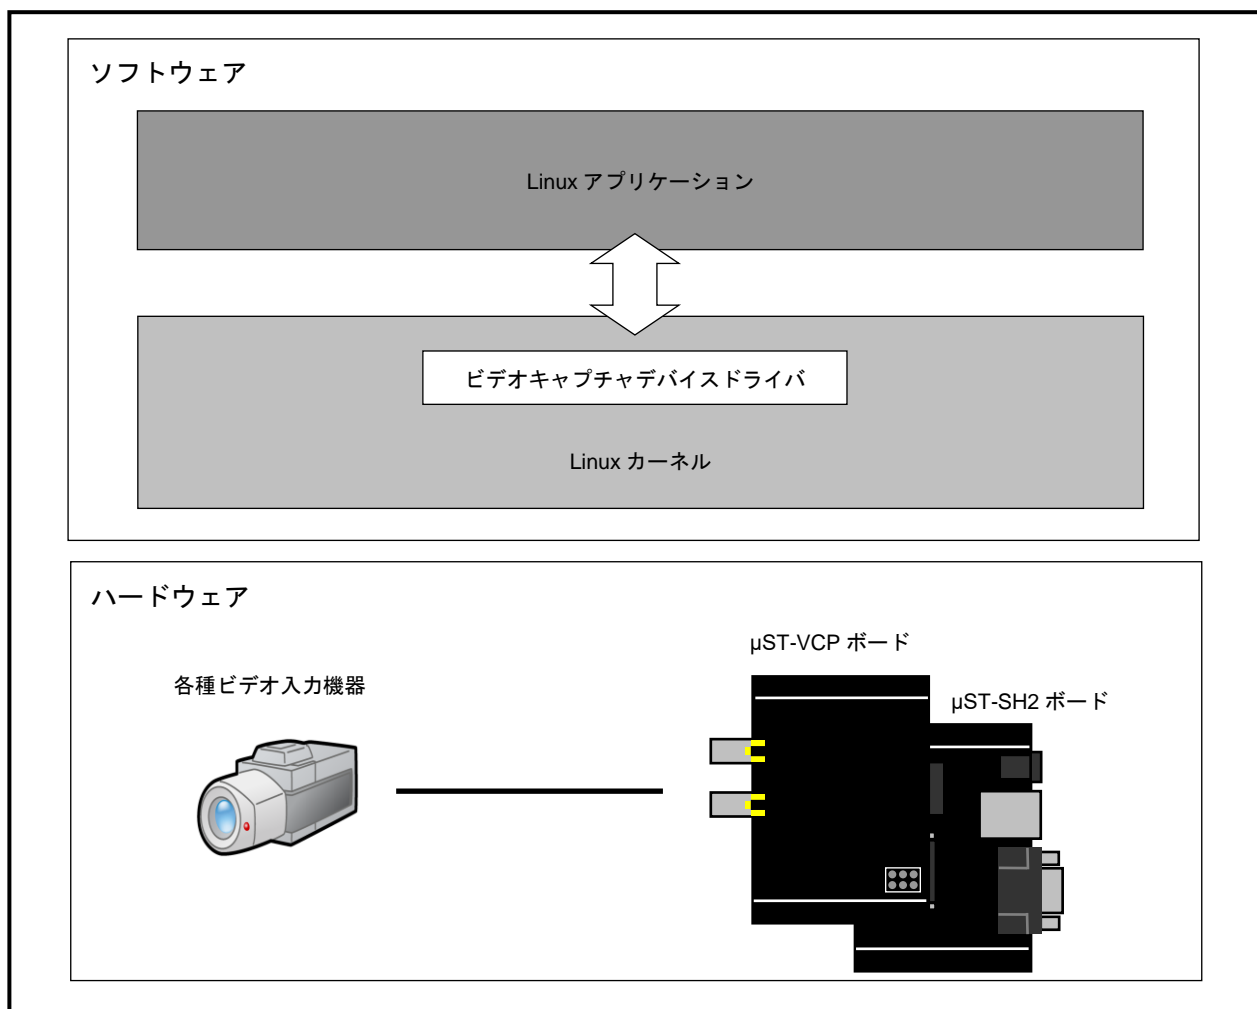 ソフトウェア
Linux アプリケーション
ビデオキャプチャデバイスドライバ
Linux カーネル
ハードウェア
µST-VCP ボード
各種ビデオ入力機器
µST-SH2 ボード